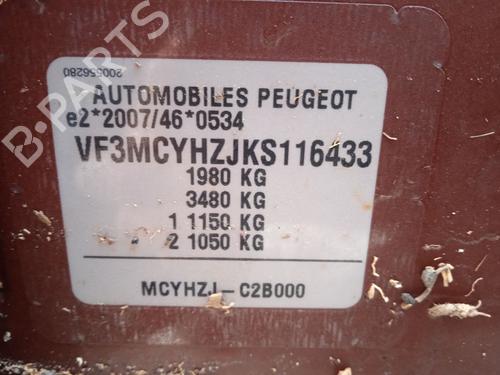 B-PARTS
200556280
AUTOMOBILES PEUGEOT
e2*2007/46*0534
VF3MCYHZJKS116433
1980 KG
3480 KG
1 1150 KG
2 1050 KG
MCYHZJ-C2B000